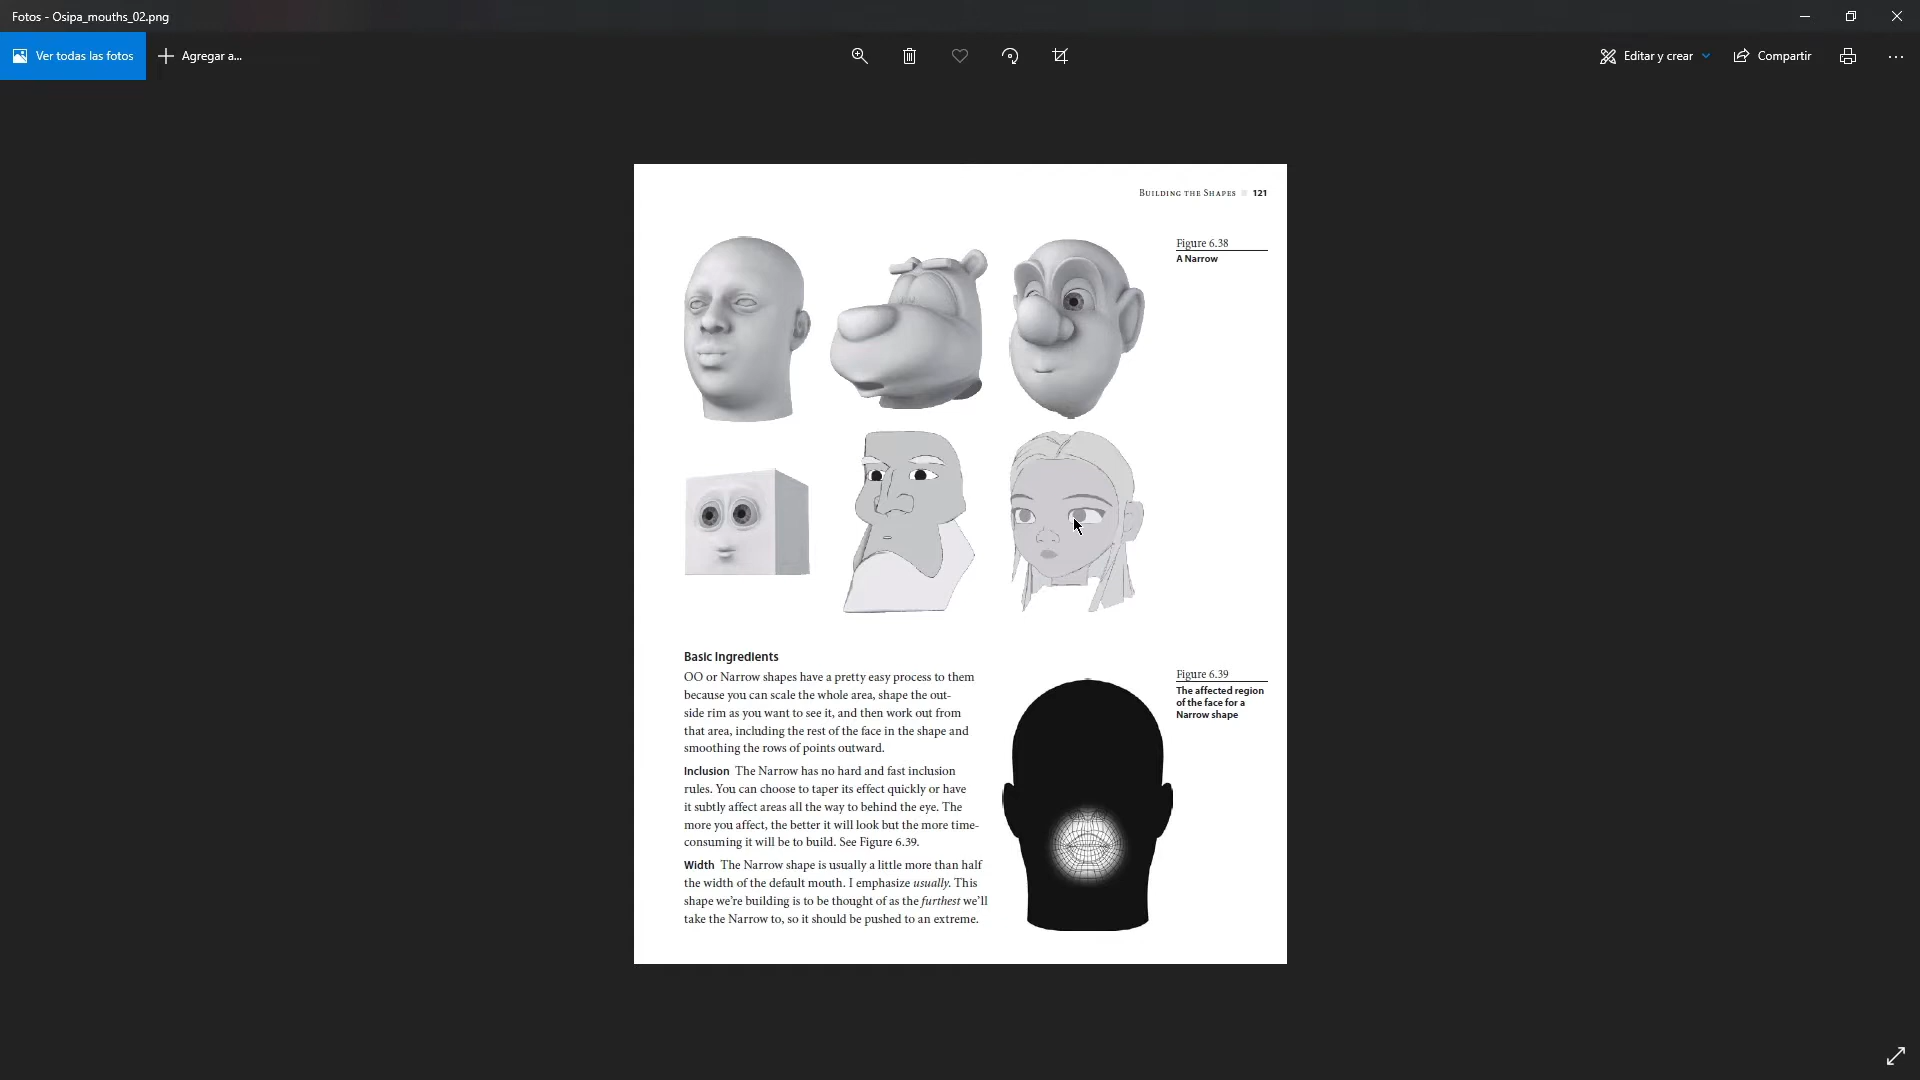 Fotos - Osipa_mouths_02.png
Ver todas las fotos
Agregar a...
Editar y crear
Compartir
BUILDING THE SHAPES 121
Figure 6.38
A Narrow
Basic Ingredients
OO or Narrow shapes have a pretty easy process to them
because you can scale the whole area, shape the out-
side rim as you want to see it, and then work out from
that area, including the rest of the face in the shape and
smoothing the rows of points outward.
Inclusion The Narrow has no hard and fast inclusion
rules. You can choose to taper its effect quickly or have
it subtly affect areas all the way to behind the eye. The
more you affect, the better it will look but the more time-
consuming it will be to build. See Figure 6.39.
Width The Narrow shape is usually a little more than half
the width of the default mouth. I emphasize usually. This
shape we're building is to be thought of as the furthest we'll
take the Narrow to, so it should be pushed to an extreme.
Figure 6.39
The affected region
of the face for a
Narrow shape